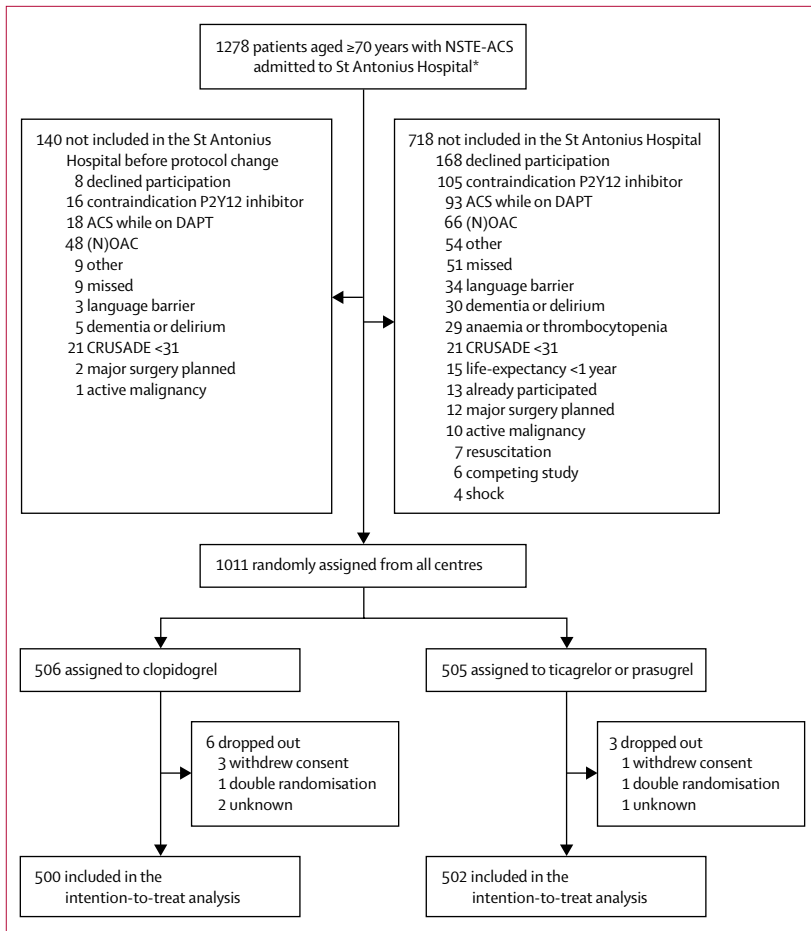 1278 patients aged ≥70 years with NSTE-ACS
admitted to St Antonius Hospital*
140 not included in the St Antonius
Hospital before protocol change
8 declined participation
16 contraindication P2Y12 inhibitor
18 ACS while on DAPT
48 (N)OAC
9 other
9 missed
3 language barrier
5 dementia or delirium
21 CRUSADE <31
2 major surgery planned
1 active malignancy
718 not included in the St Antonius Hospital
168 declined participation
105 contraindication P2Y12 inhibitor
93 ACS while on DAPT
66 (N)OAC
54 other
51 missed
34 language barrier
30 dementia or delirium
29 anaemia or thrombocytopenia
21 CRUSADE <31
15 life-expectancy <1 year
13 already participated
12 major surgery planned
10 active malignancy
7 resuscitation
6 competing study
4 shock
1011 randomly assigned from all centres
506 assigned to clopidogrel
505 assigned to ticagrelor or prasugrel
6 dropped out
3 withdrew consent
1 double randomisation
2 unknown
3 dropped out
1 withdrew consent
1 double randomisation
1 unknown
500 included in the
intention-to-treat analysis
502 included in the
intention-to-treat analysis